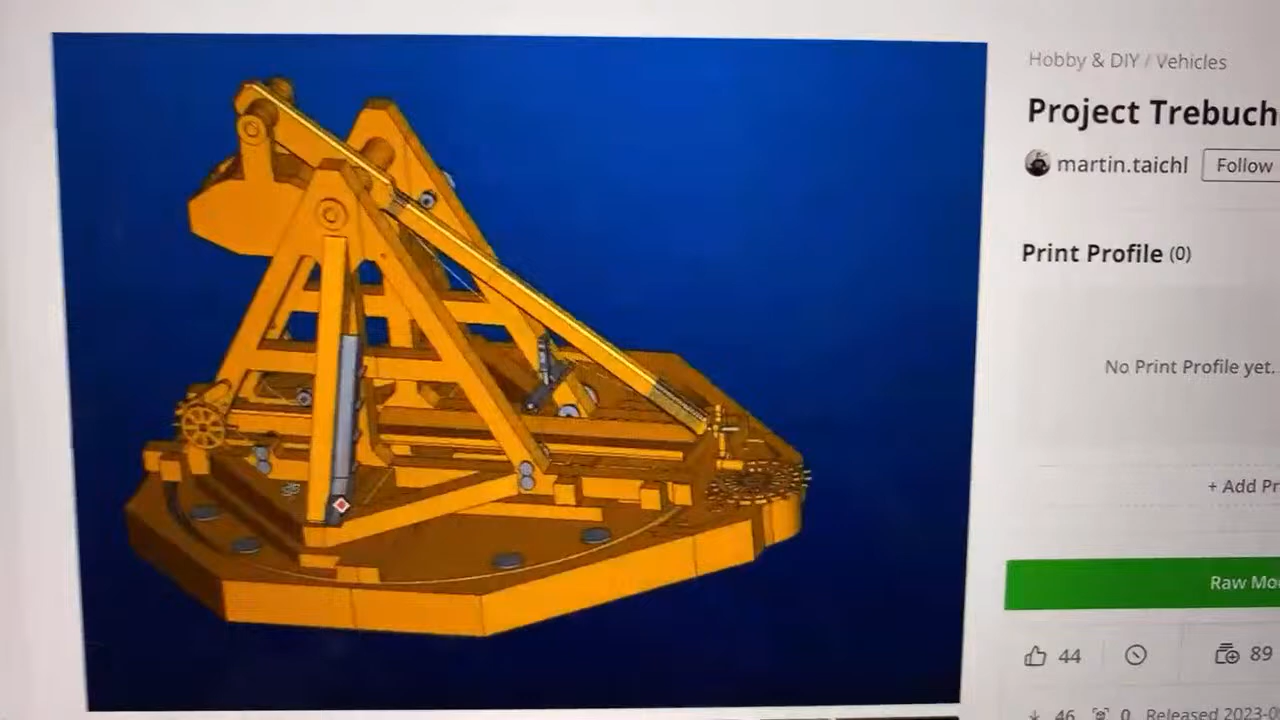 Hobby & DIY / Vehicles
Project Trebuch
martin.taichl
Follow
Print Profile (0)
No Print Profile yet.
+ Add Pr
Raw Mo
44
89
46 0 Released 2023-0